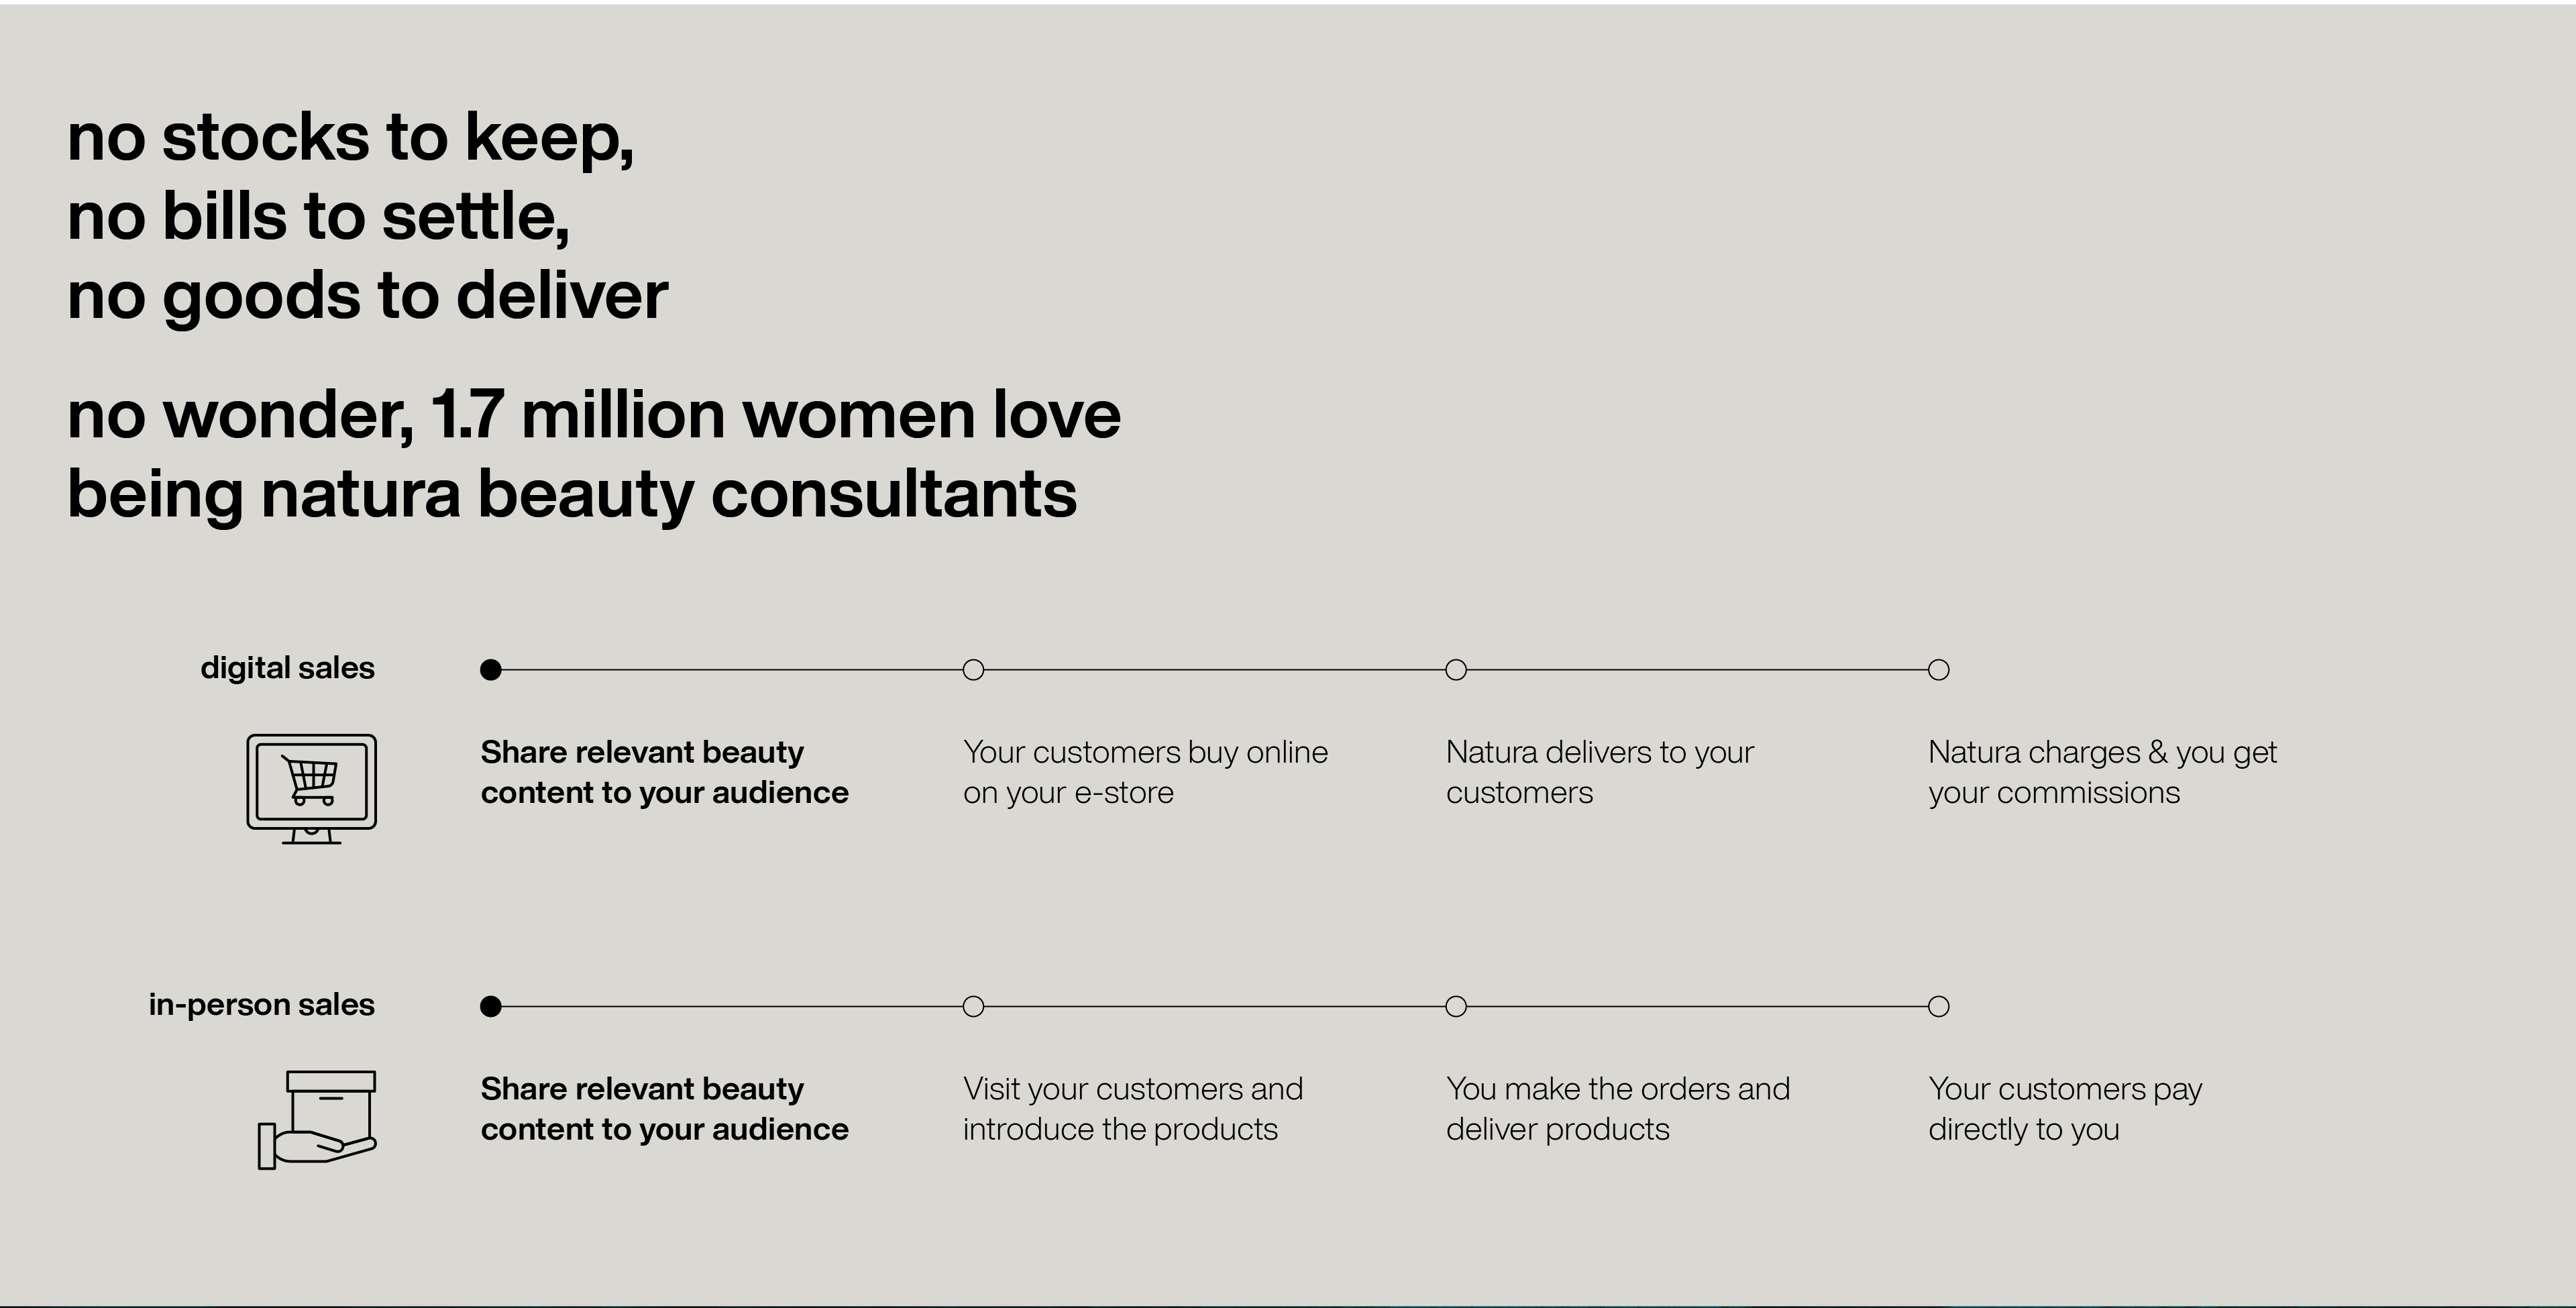 no stocks to keep,
no bills to settle,
no goods to deliver
no wonder, 1.7 million women love
being natura beauty consultants
digital sales
Share relevant beauty
content to your audience
Your customers buy online
on your e-store
Natura delivers to your
customers
Natura charges & you get
your commissions
in-person sales
Share relevant beauty
content to your audience
Visit your customers and
introduce the products
You make the orders and
deliver products
Your customers pay
directly to you